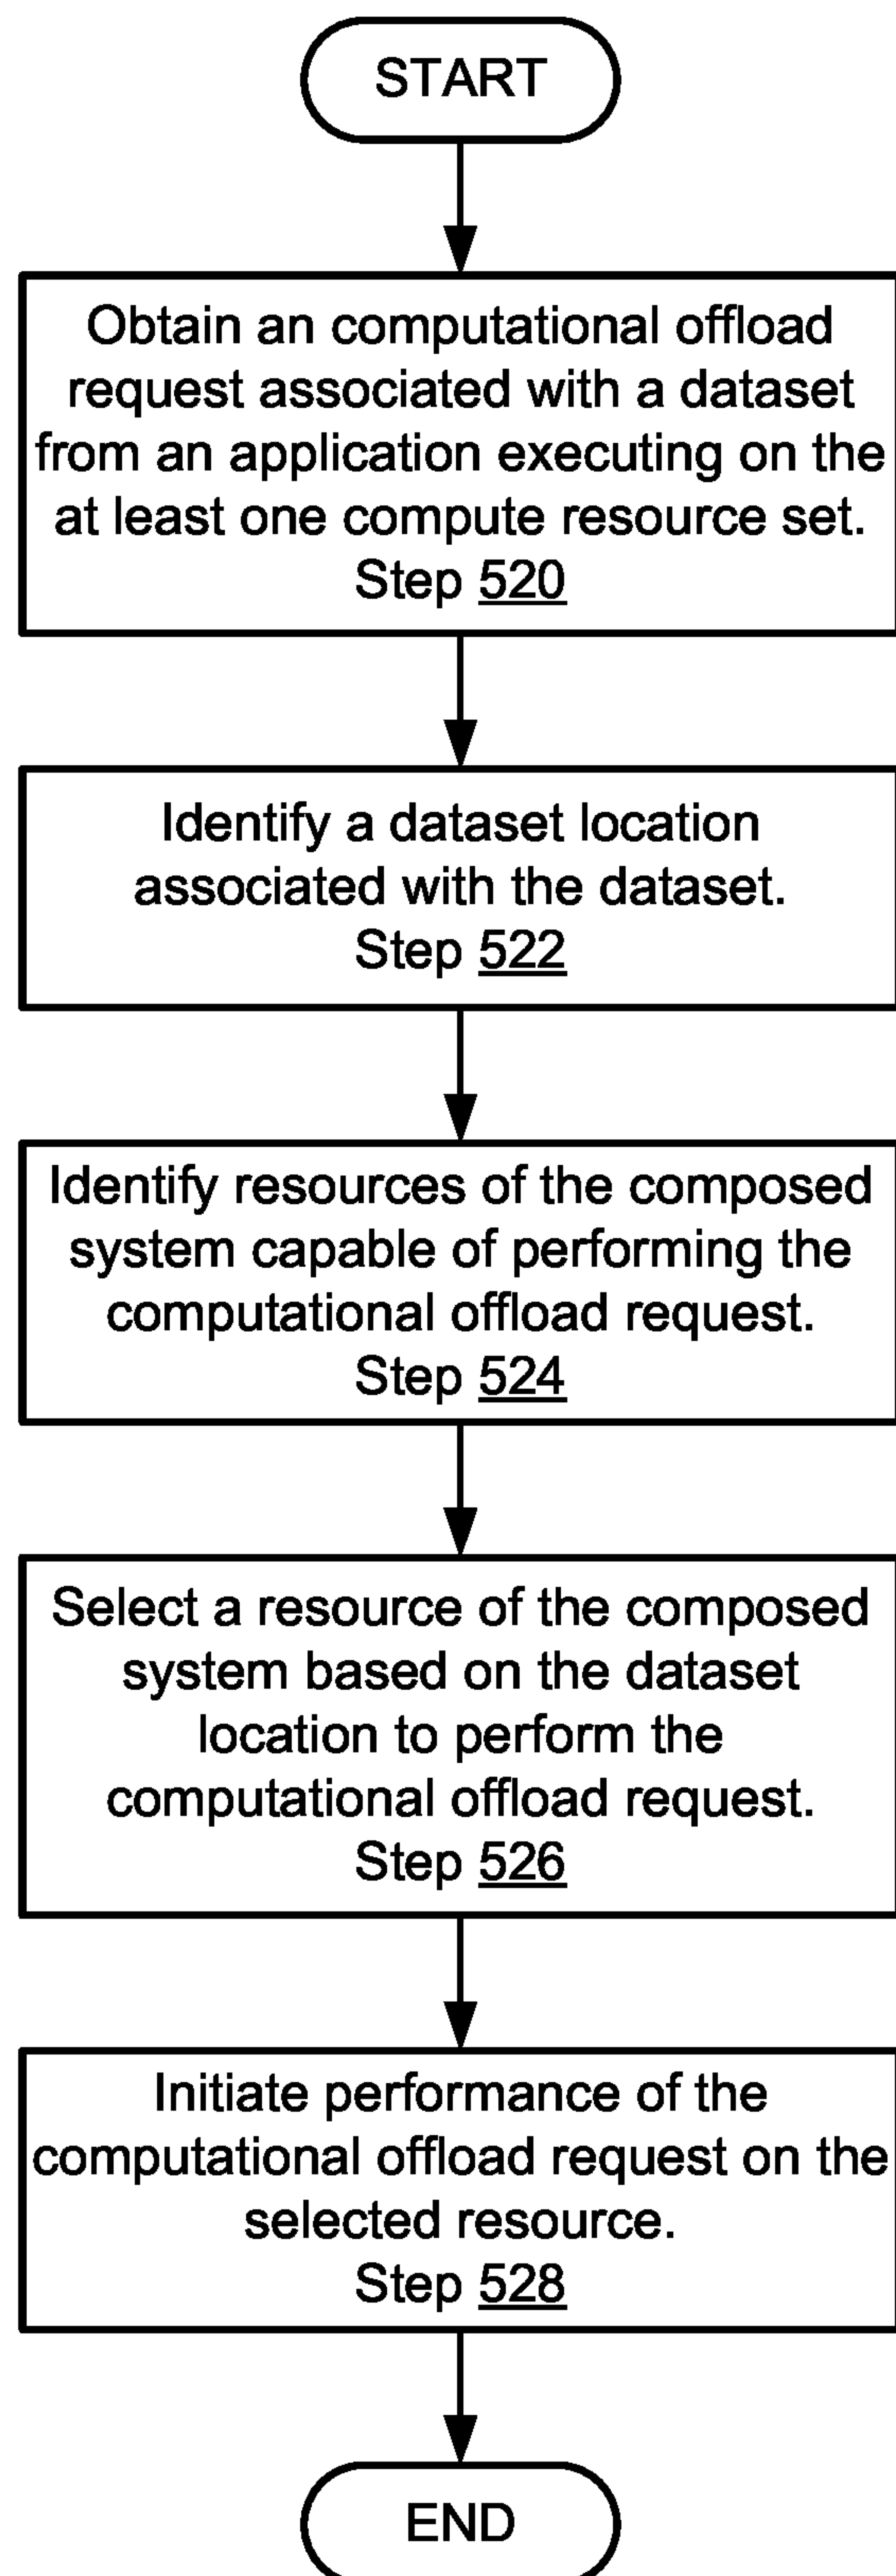 START
Obtain an computational offload
request associated with a dataset
from an application executing on the
at least one compute resource set.
Step 520
Identify a dataset location
associated with the dataset.
Step 522
Identify resources of the composed
system capable of performing the
computational offload request.
Step 524
Select a resource of the composed
system based on the dataset
location to perform the
computational offload request.
Step 526
Initiate performance of the
computational offload request on the
selected resource.
Step 528
END